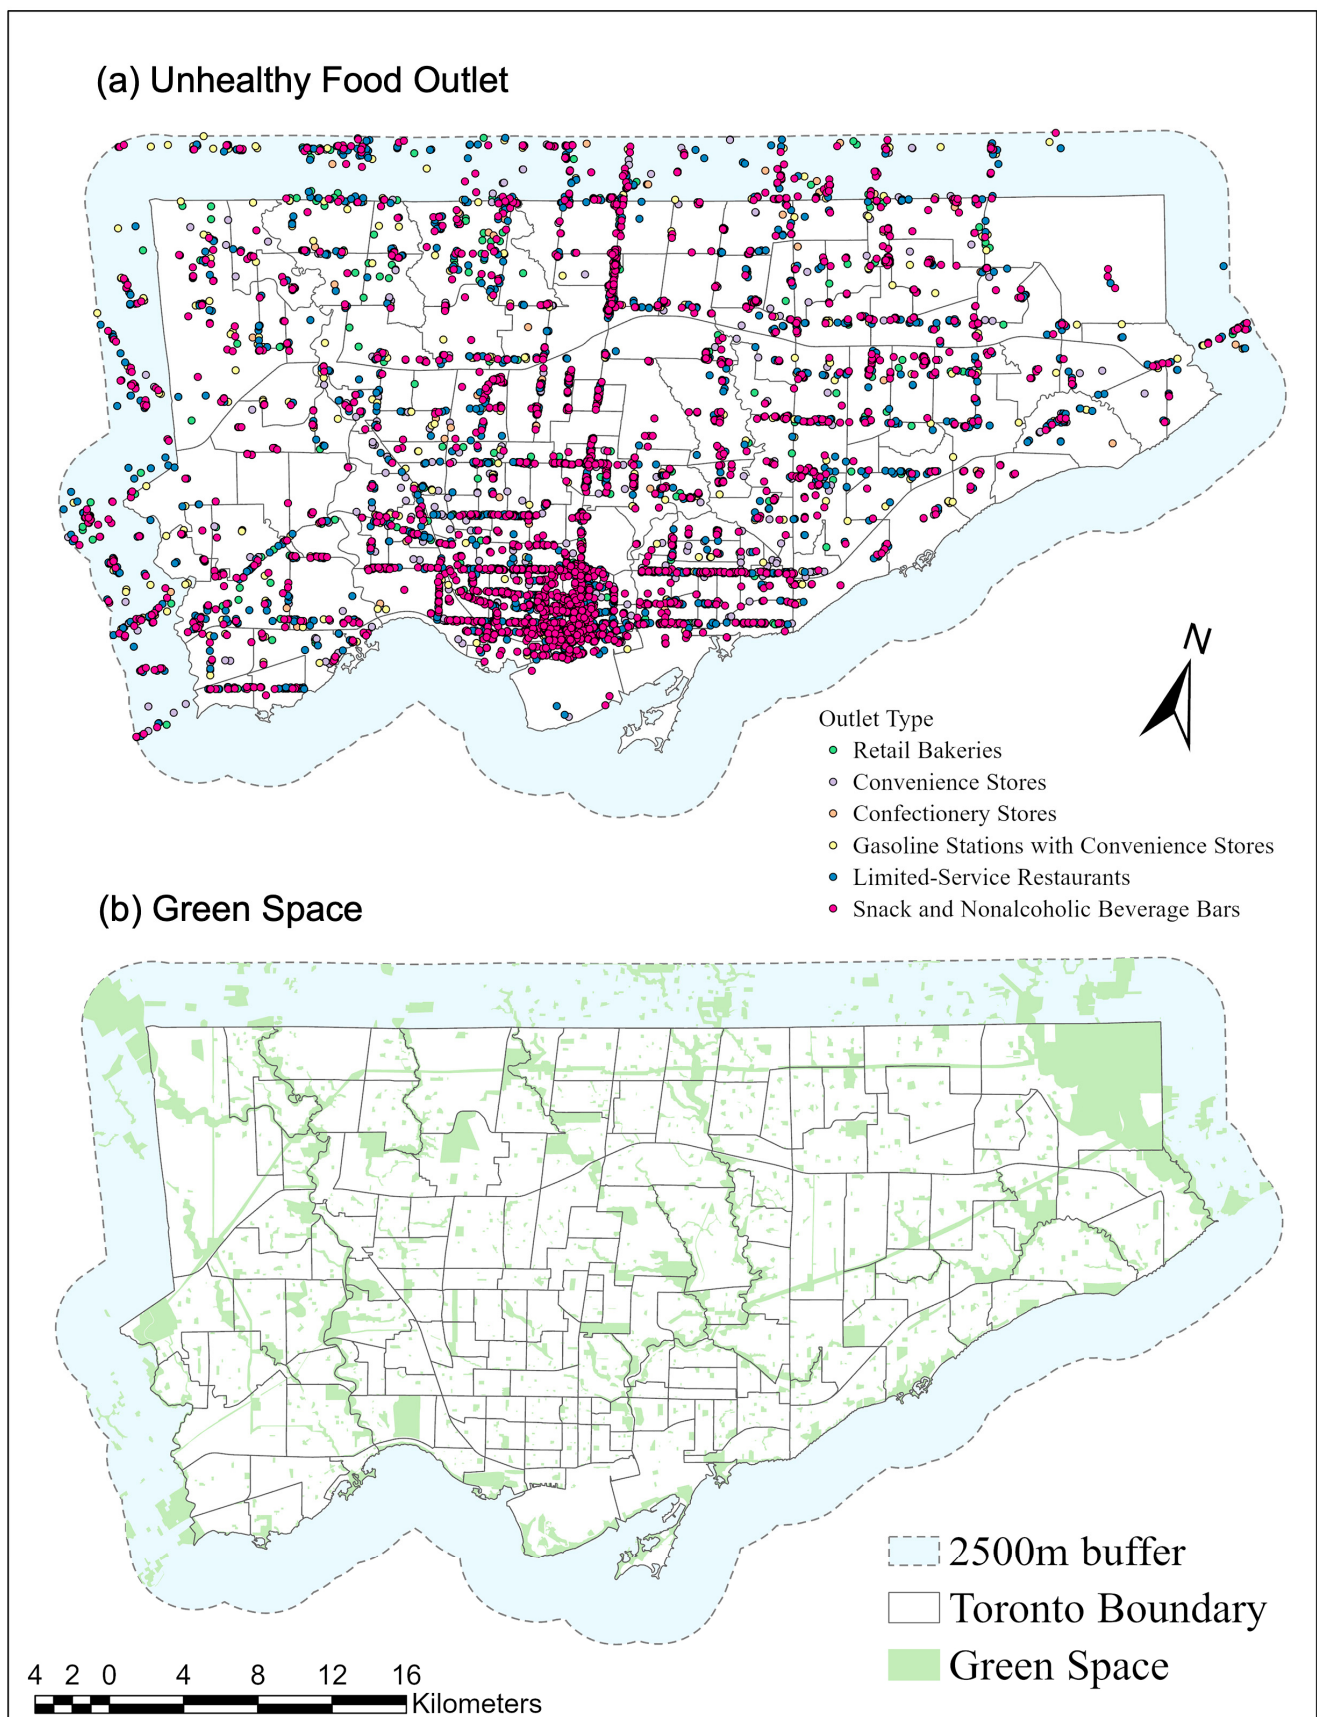 (a) Unhealthy Food Outlet
N
Outlet Type
Retail Bakeries
Convenience Stores
Confectionery Stores
Gasoline Stations with Convenience Stores
Limited-Service Restaurants
Snack and Nonalcoholic Beverage Bars
(b) Green Space
2500m buffer
Toronto Boundary
Green Space
4 2 0 4 8 12 16
Kilometers